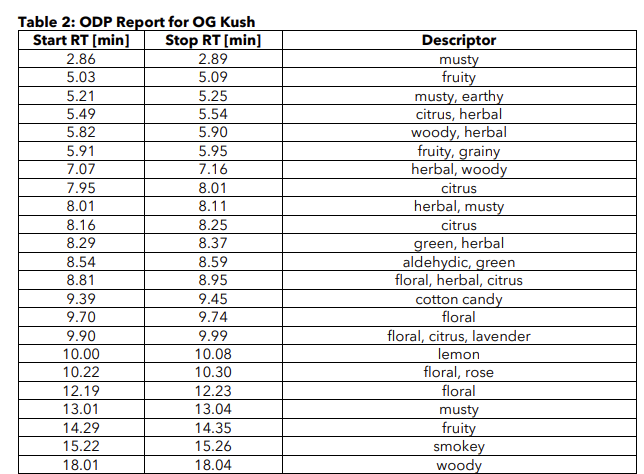 Table 2: ODP Report for OG Kush
Start RT [min] Stop RT [min] Descriptor
2.86 2.89 musty
5.03 5.09 fruity
5.21 5.25 musty, earthy
5.49 5.54 citrus, herbal
5.82 5.90 woody, herbal
5.91 5.95 fruity, grainy
7.07 7.16 herbal, woody
7.95 8.01 citrus
8.01 8.11 herbal, musty
8.16 8.25 citrus
8.29 8.37 green, herbal
8.54 8.59 aldehydic, green
8.81 8.95 floral, herbal, citrus
9.39 9.45 cotton candy
9.70 9.74 floral
9.90 9.99 floral, citrus, lavender
10.00 10.08 lemon
10.22 10.30 floral, rose
12.19 12.23 floral
13.01 13.04 musty
14.29 14.35 fruity
15.22 15.26 smokey
18.01 18.04 woody